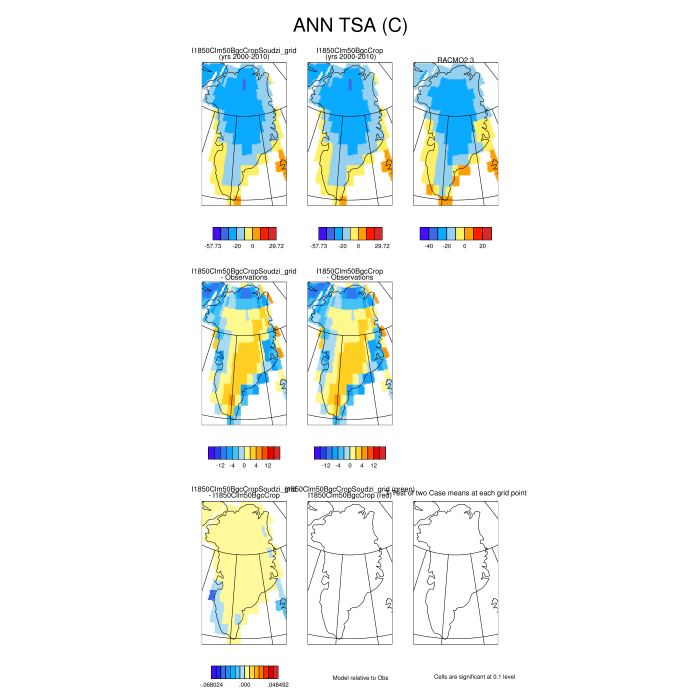 ANN TSA (C)
I1850Clm50BgcCropSoudzi_grid
(yrs 2000-2010)
I1850Clm50BgcCrop
(yrs 2000-2010)
RACMO2.3
-57.73 -20 0 29.72
-57.73 -20 0 29.72
-40 -20 0 20
I1850Clm50BgcCropSoudzi_grid
- Observations
I1850Clm50BgcCrop
- Observations
-12 -4 0 4 12
-12 -4 0 4 12
I1850Clm50BgcCropSoudzi_grid
- I1850Clm50BgcCrop
I1850Clm50BgcCropSoudzi_grid (green)
I1850Clm50BgcCrop (red)
Test of two Case means at each grid point
-.068024 .000 .048492
Model relative to Obs
Cells are significant at 0.1 level